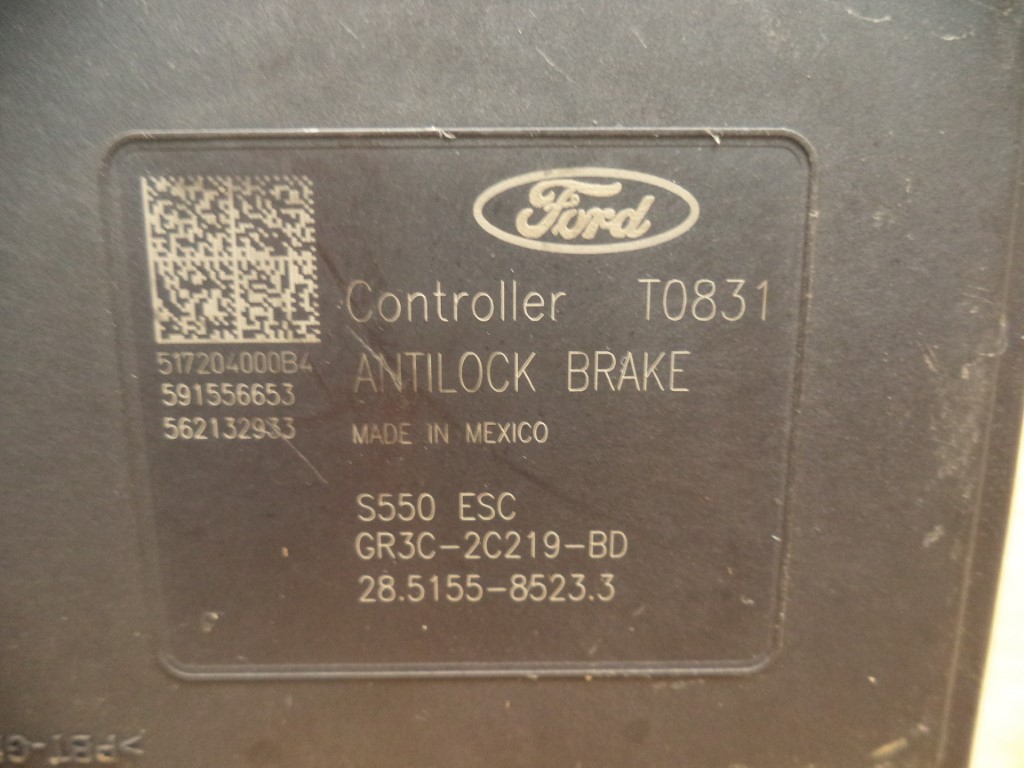 Ford
Controller T0831
517204000B4
ANTILOCK BRAKE
591556653
562132933
MADE IN MEXICO
S550 ESC
GR3C-2C219-BD
28.5155-8523.3
>PBT-G